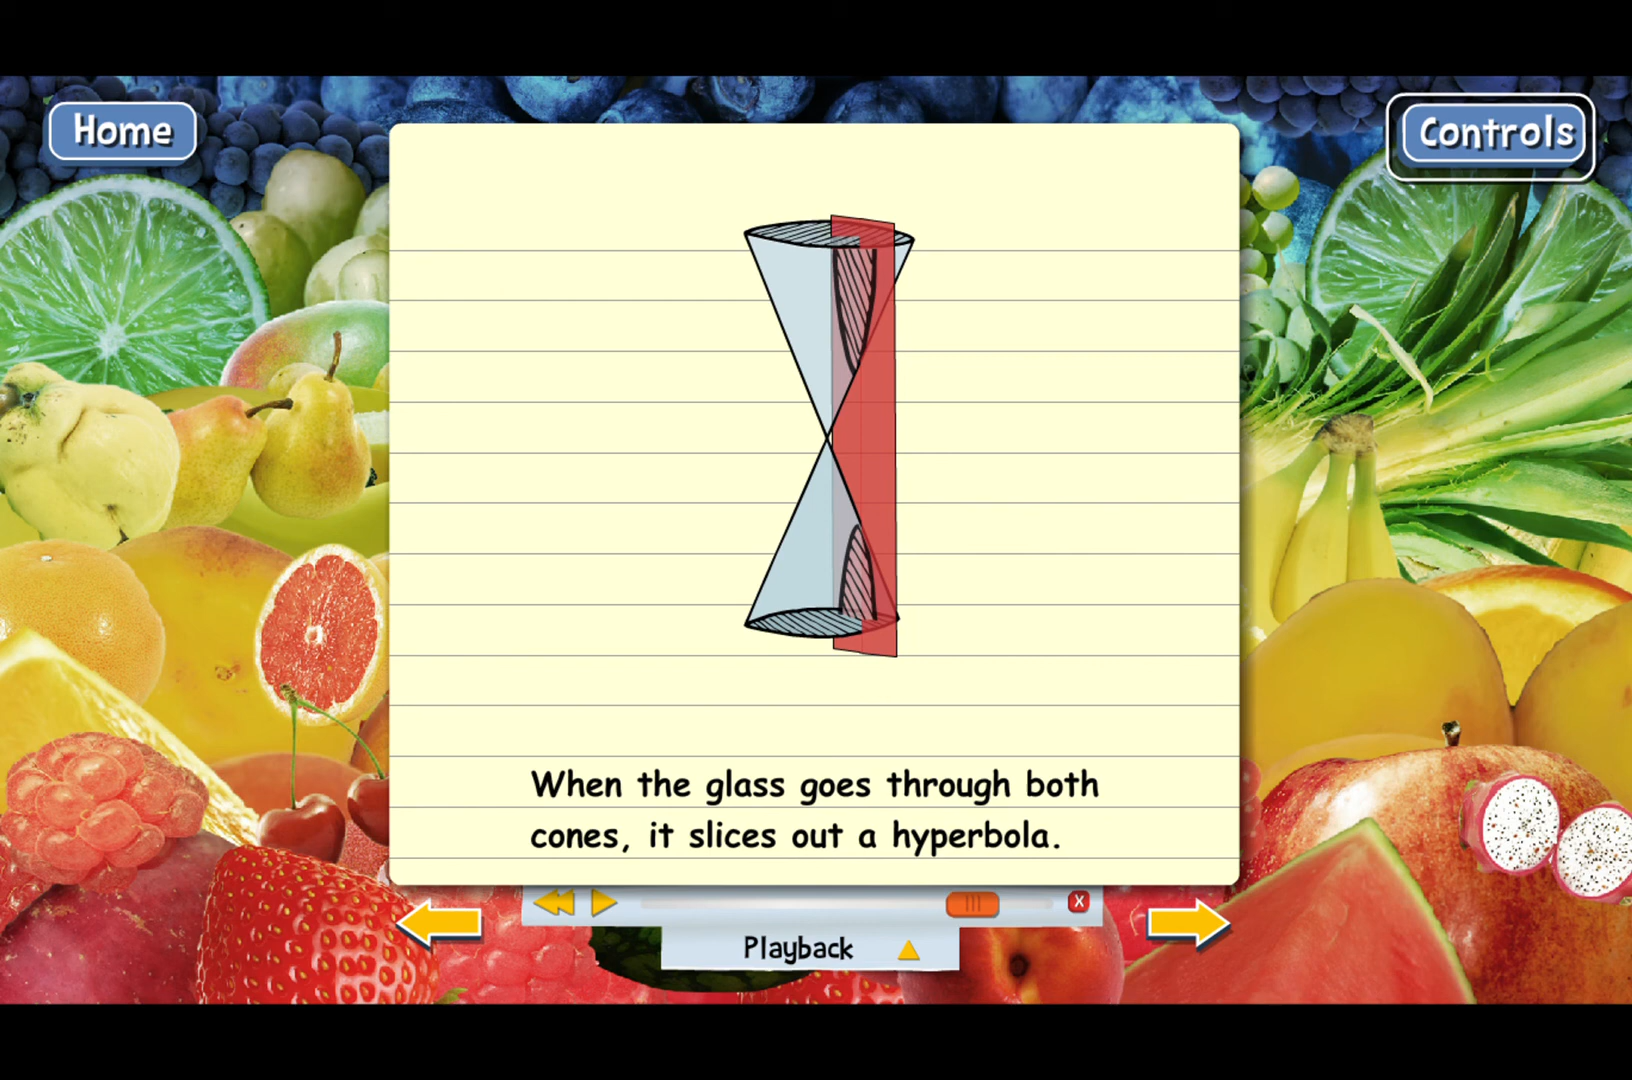 Home
Controls
When the glass goes through both
cones, it slices out a hyperbola.
X
Playback